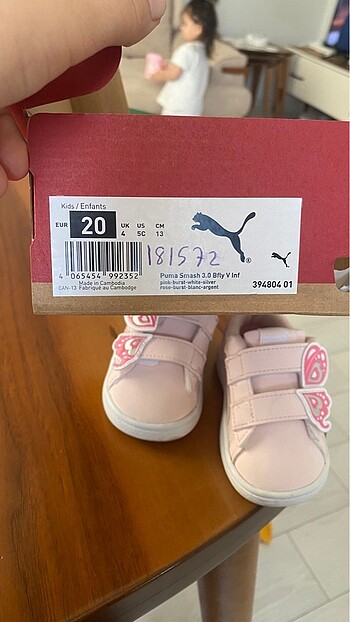 Kids / Enfants
EUR 20 UK US CM
4 5C 13
4 065454 992352
181572
Made in Cambodia
CAN-13 Fabriqué au Cambodge
Puma Smash 3.0 Bfly V Inf
pink-burst-white-silver
rose-burst-blanc-argent
394804 01